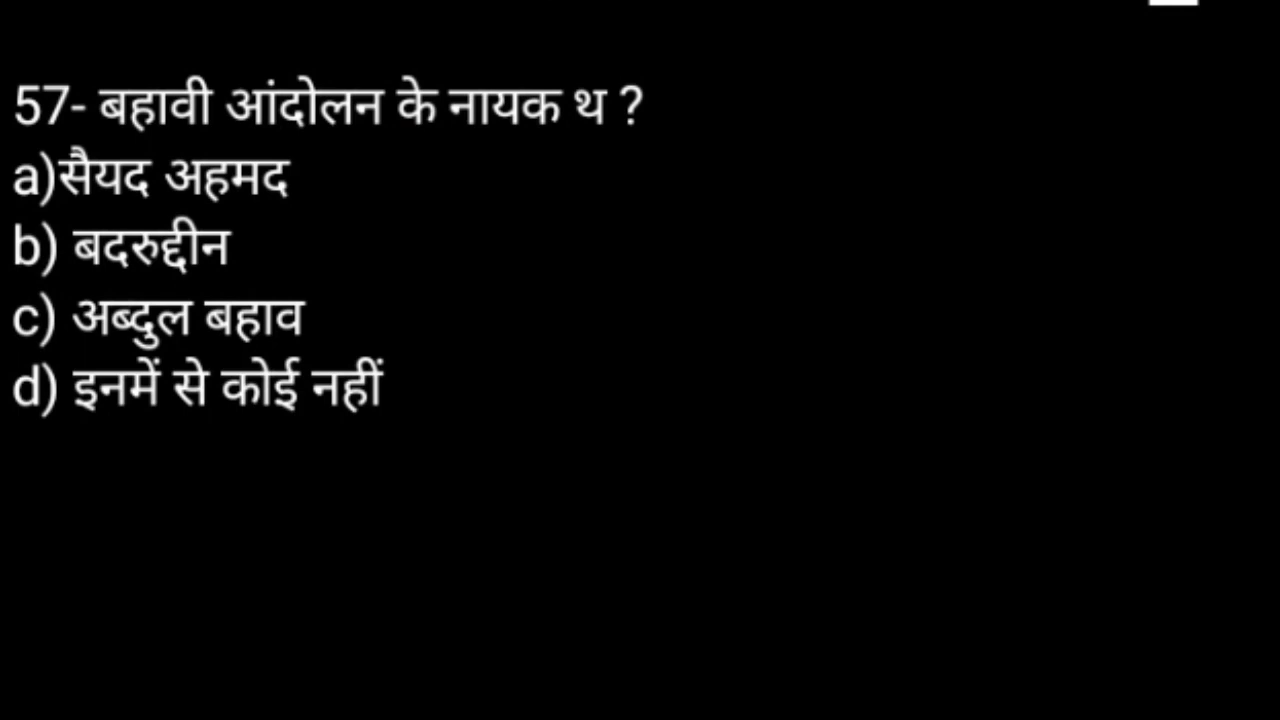 57- बहावी आंदोलन के नायक थ ?
a)सैयद अहमद
b) बदरुद्दीन
c) अब्दुल बहाव
d) इनमें से कोई नहीं